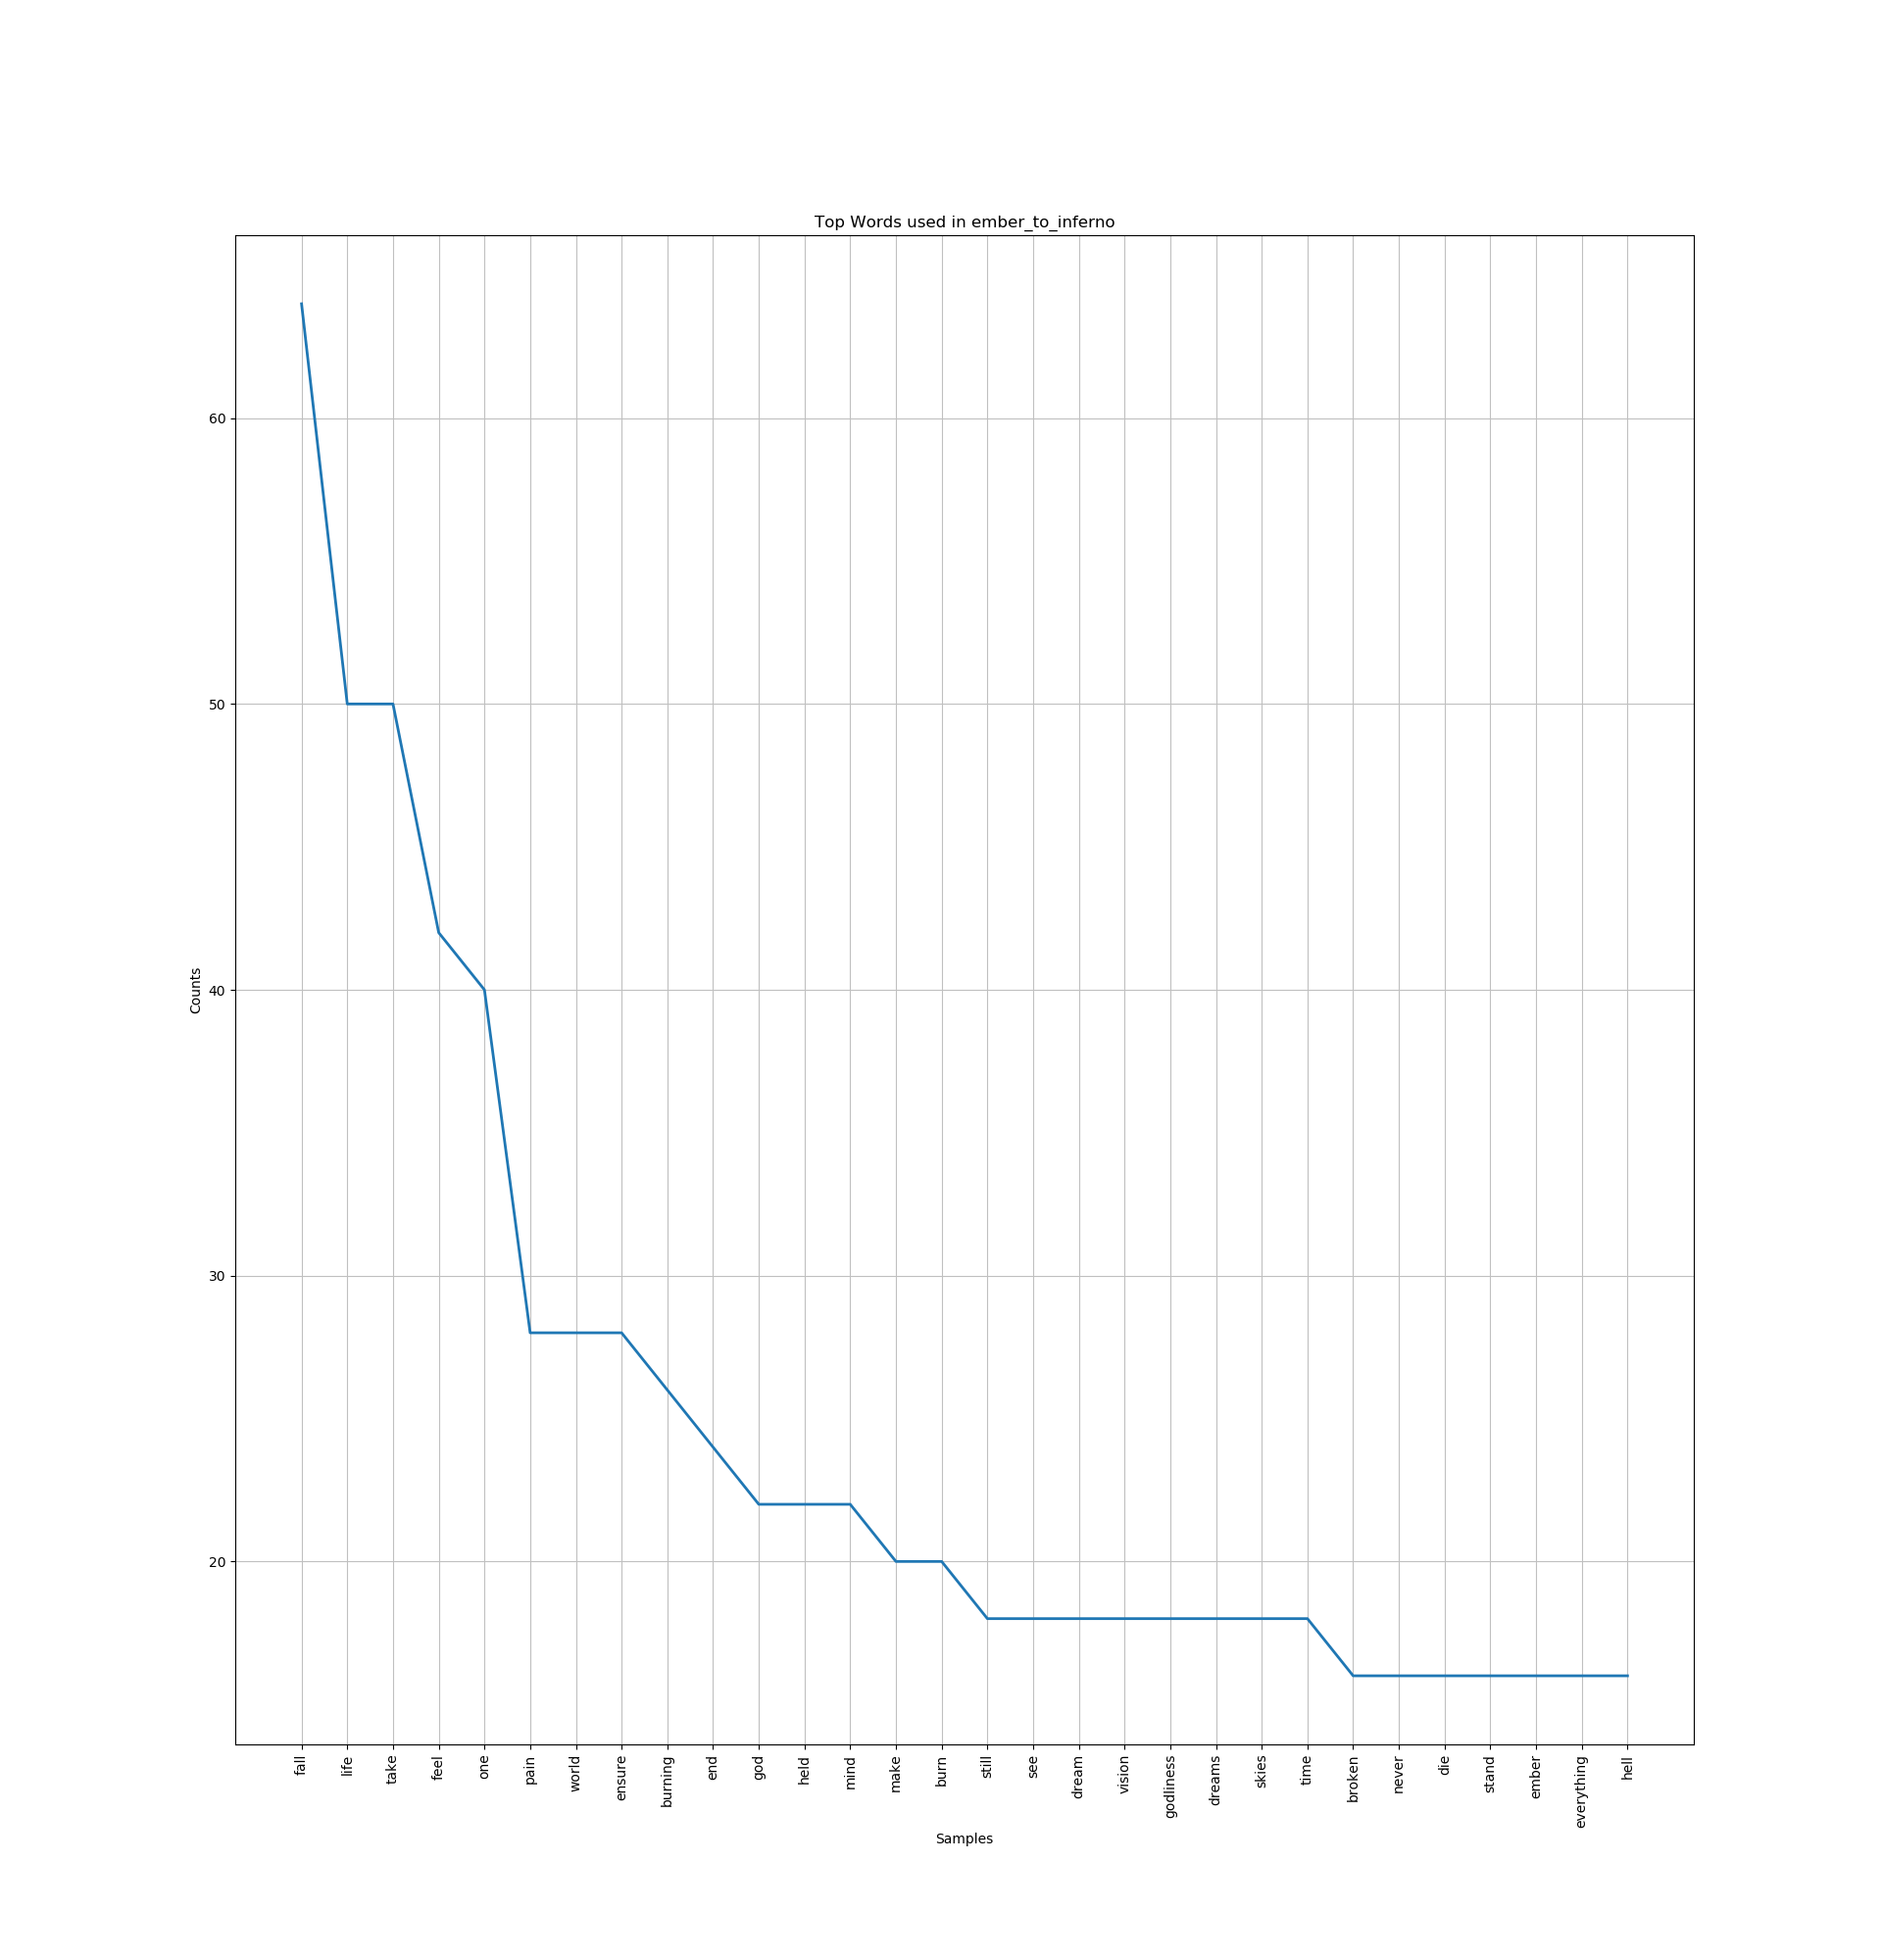 Top Words used in ember_to_inferno
60
50
40
30
20
Counts
fall
life
take
feel
one
pain
world
ensure
burning
end
god
held
mind
make
burn
still
see
dream
vision
godliness
dreams
skies
time
broken
never
die
stand
ember
everything
hell
Samples